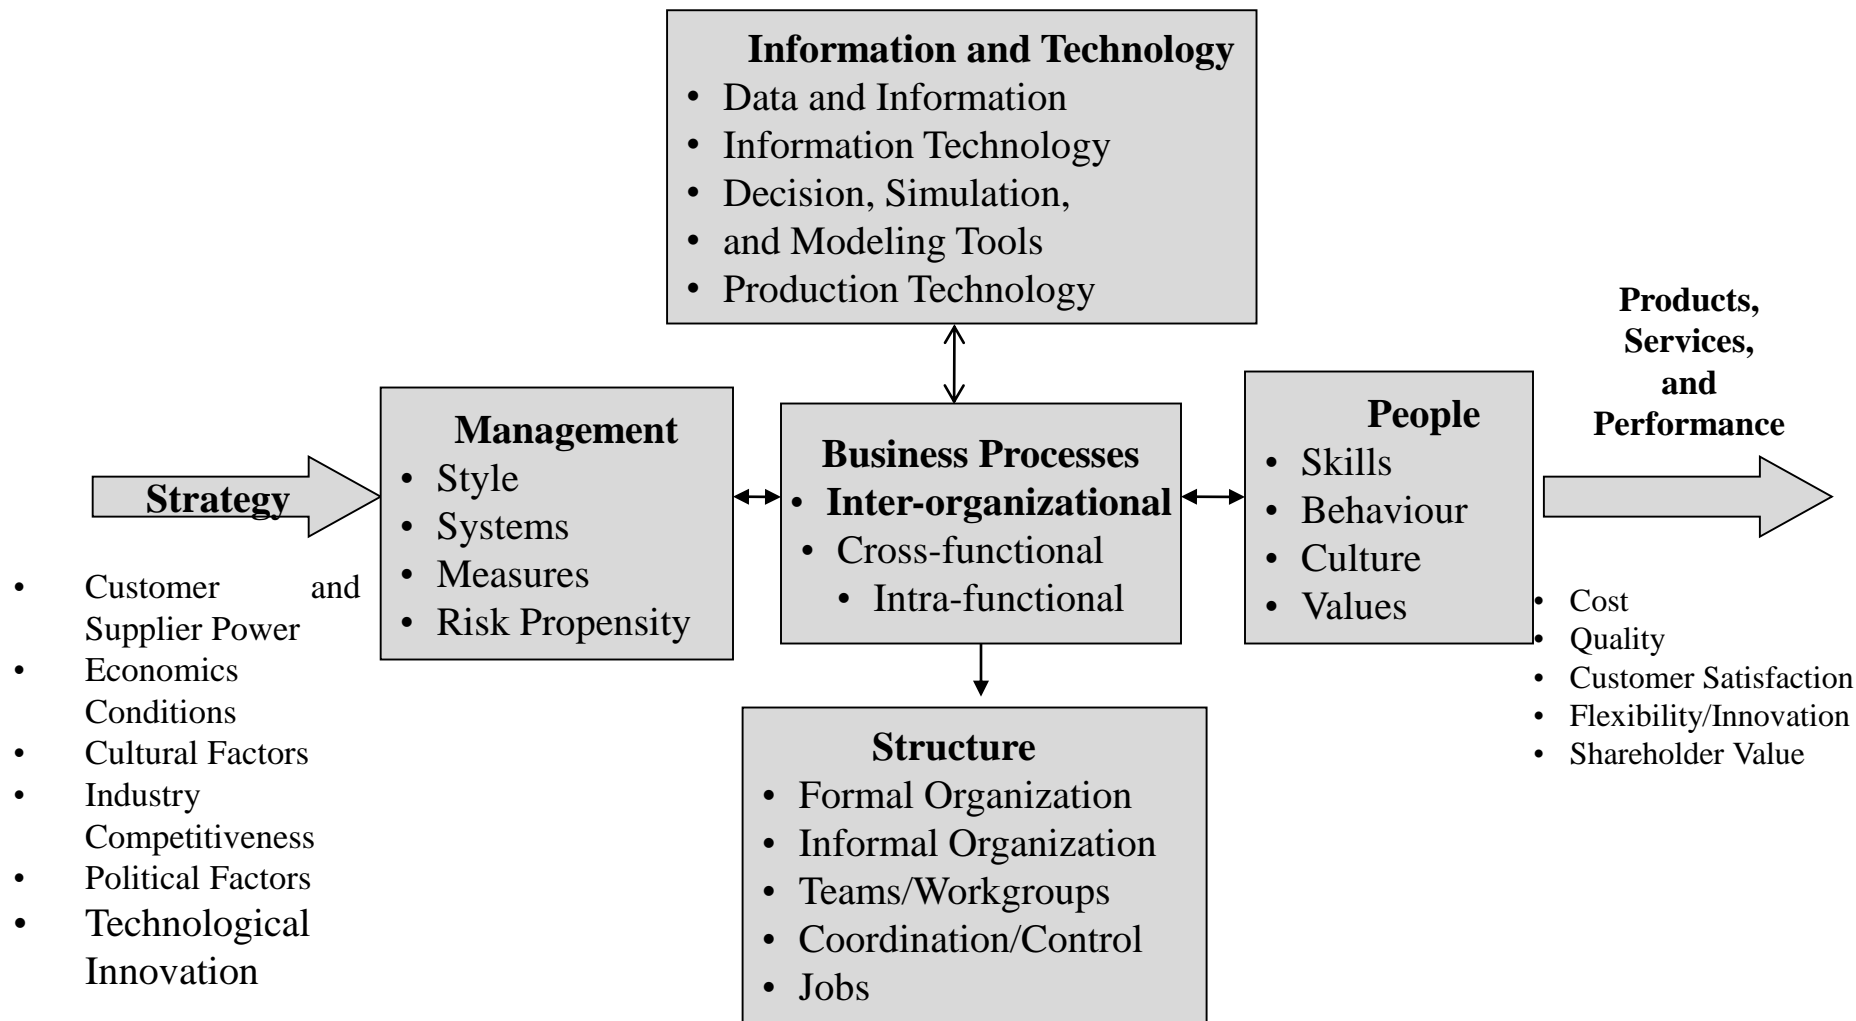 Information and Technology
• Data and Information
• Information Technology
• Decision, Simulation,
• and Modeling Tools
• Production Technology
Strategy
• Customer and
Supplier Power
• Economics
Conditions
• Cultural Factors
• Industry
Competitiveness
• Political Factors
• Technological
Innovation
Management
• Style
• Systems
• Measures
• Risk Propensity
Business Processes
• Inter-organizational
• Cross-functional
• Intra-functional
People
• Skills
• Behaviour
• Culture
• Values
Products,
Services,
and
Performance
• Cost
• Quality
• Customer Satisfaction
• Flexibility/Innovation
• Shareholder Value
Structure
• Formal Organization
• Informal Organization
• Teams/Workgroups
• Coordination/Control
• Jobs